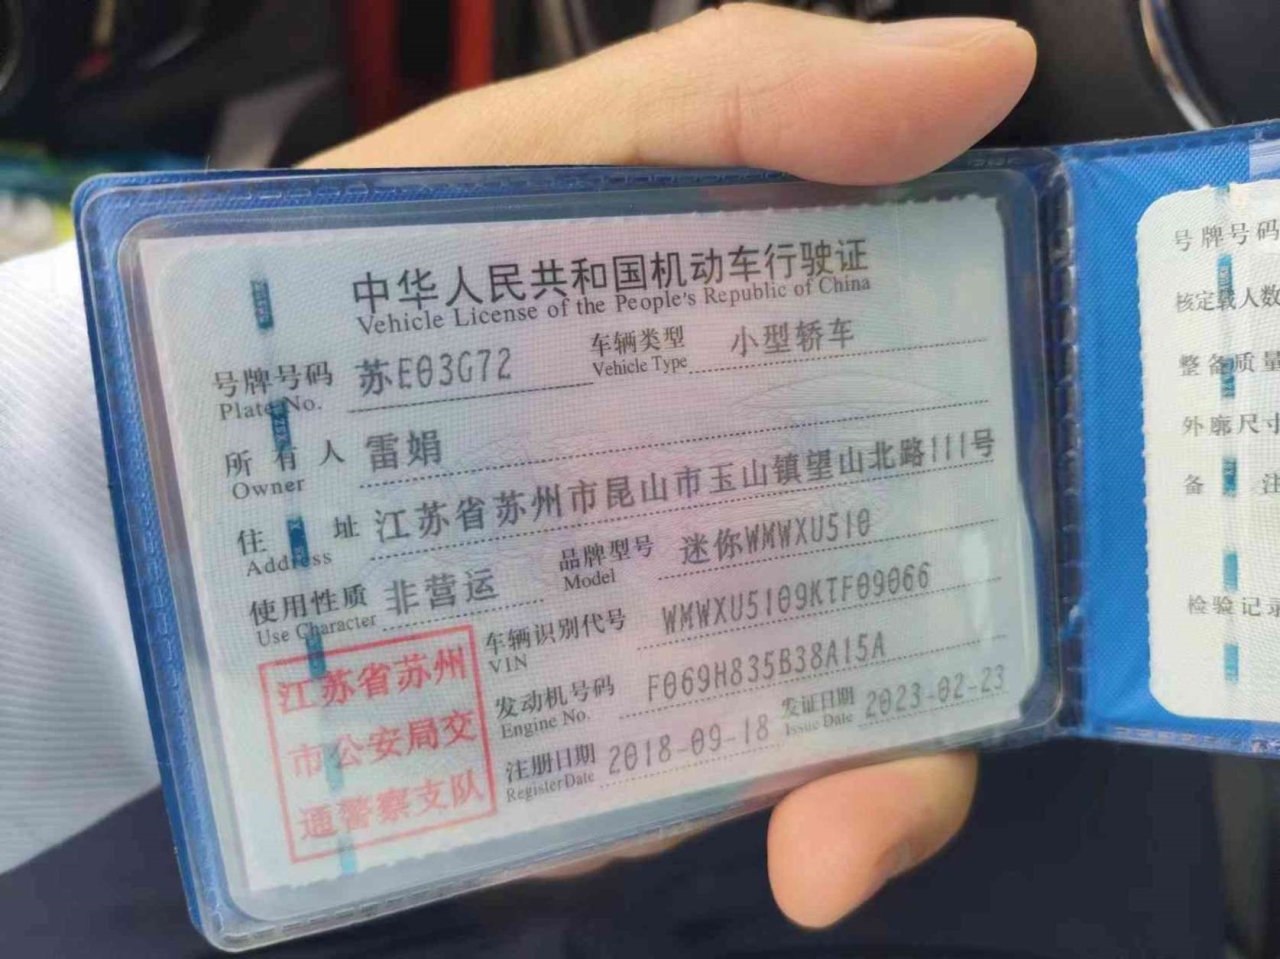 中华人民共和国机动车行驶证
Vehicle License of the People's Republic of China
号牌号码 苏E03G72 车辆类型 小型轿车
Plate No. Vehicle Type
所有人 雷娟
Owner
住址 江苏省苏州市昆山市玉山镇望山北路111号
Address
使用性质 非营运 品牌型号 迷你WMWXU510
Use Character Model
车辆识别代号 WMWXU5109KTF09066
VIN
发动机号码 F069H835B38A15A
Engine No.
注册日期 2018-09-18 发证日期 2023-02-23
Register Date Issue Date
江苏省苏州
市公安局交
通警察支队
号牌号码
核定载人数
整备质量
外廓尺寸
备注
检验记录